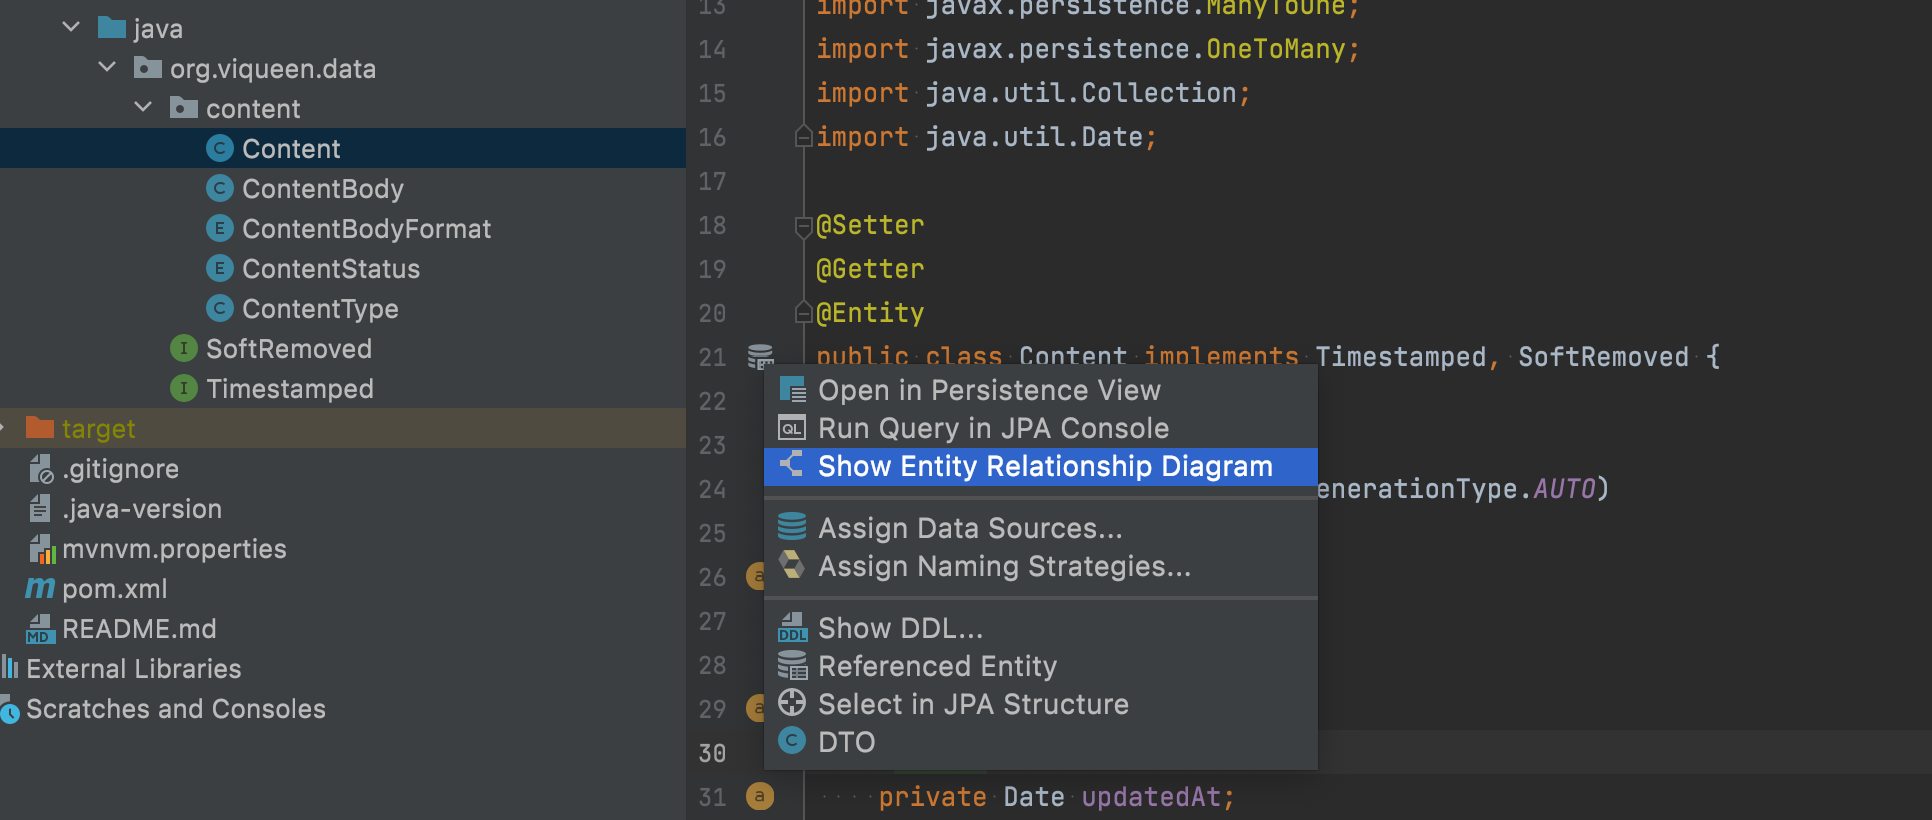 java
org.viqueen.data
content
Content
ContentBody
ContentBodyFormat
ContentStatus
ContentType
SoftRemoved
Timestamped
target
.gitignore
.java-version
mvnvm.properties
pom.xml
README.md
External Libraries
Scratches and Consoles
13 import javax.persistence.ManyToOne;
14 import javax.persistence.OneToMany;
15 import java.util.Collection;
16 import java.util.Date;
17
18 @Setter
19 @Getter
20 @Entity
21 public class Content implements Timestamped, SoftRemoved {
22
23
24 enerationType.AUTO)
25
26
27
28
29
30
31 private Date updatedAt;
Open in Persistence View
QL Run Query in JPA Console
Show Entity Relationship Diagram
Assign Data Sources...
Assign Naming Strategies...
DDL Show DDL...
Referenced Entity
Select in JPA Structure
C DTO